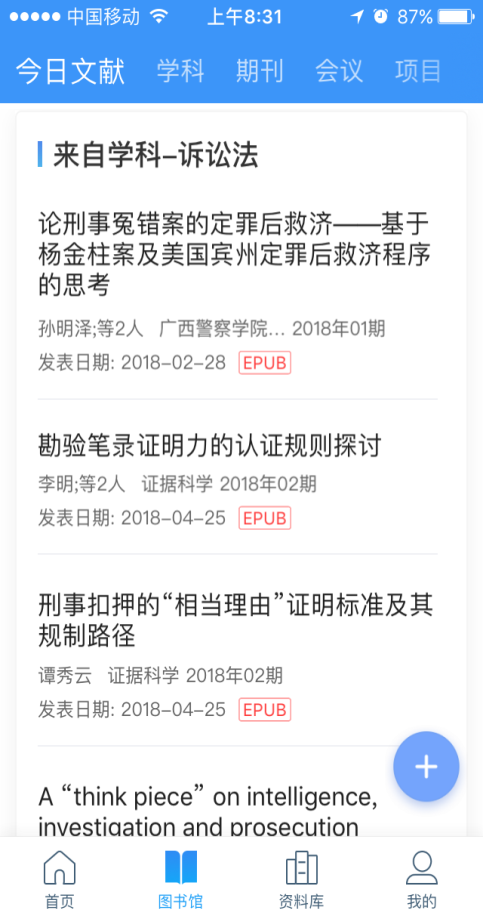 中国移动 上午8:31 87%
今日文献 学科 期刊 会议 项目
来自学科-诉讼法
论刑事冤错案的定罪后救济——基于
杨金柱案及美国宾州定罪后救济程序
的思考
孙明泽;等2人 广西警察学院... 2018年01期
发表日期: 2018-02-28 EPUB
勘验笔录证明力的认证规则探讨
李明;等2人 证据科学 2018年02期
发表日期: 2018-04-25 EPUB
刑事扣押的“相当理由”证明标准及其
规制路径
谭秀云 证据科学 2018年02期
发表日期: 2018-04-25 EPUB
A “think piece” on intelligence,
investigation and prosecution
首页 图书馆 资料库 我的